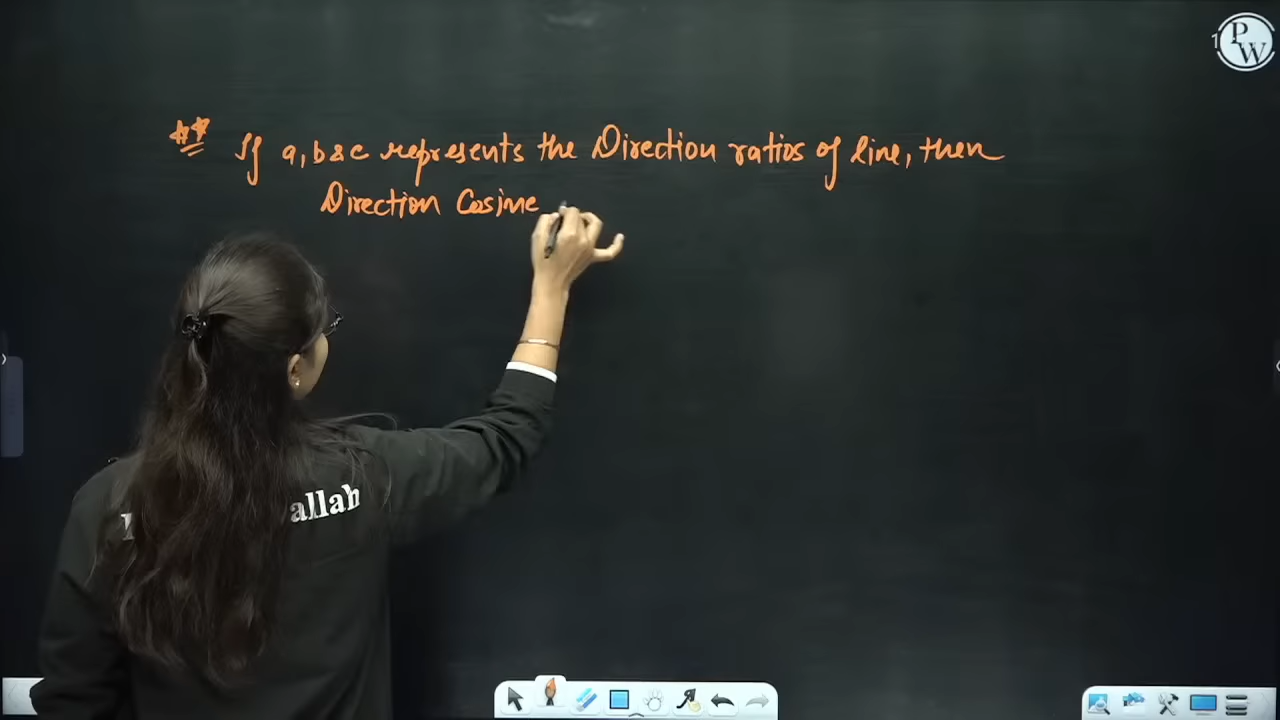 P
W
If a, b & c represents the Direction ratios of line, then
Direction Cosine
allah